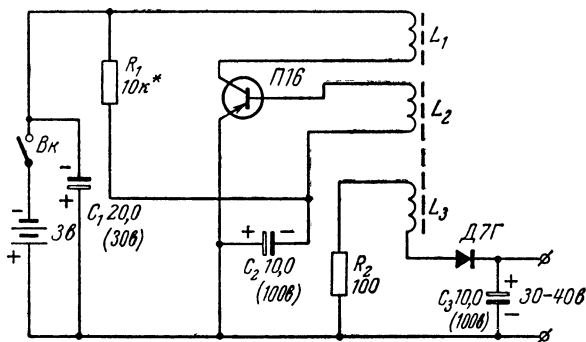 L₁
R₁
10к*
П16
L₂
Вк
3в
C₁ 20,0
(30в)
C₂ 10,0
(100в)
R₂
100
L₃
Д7Г
C₃ 10,0
(100в)
30-40в